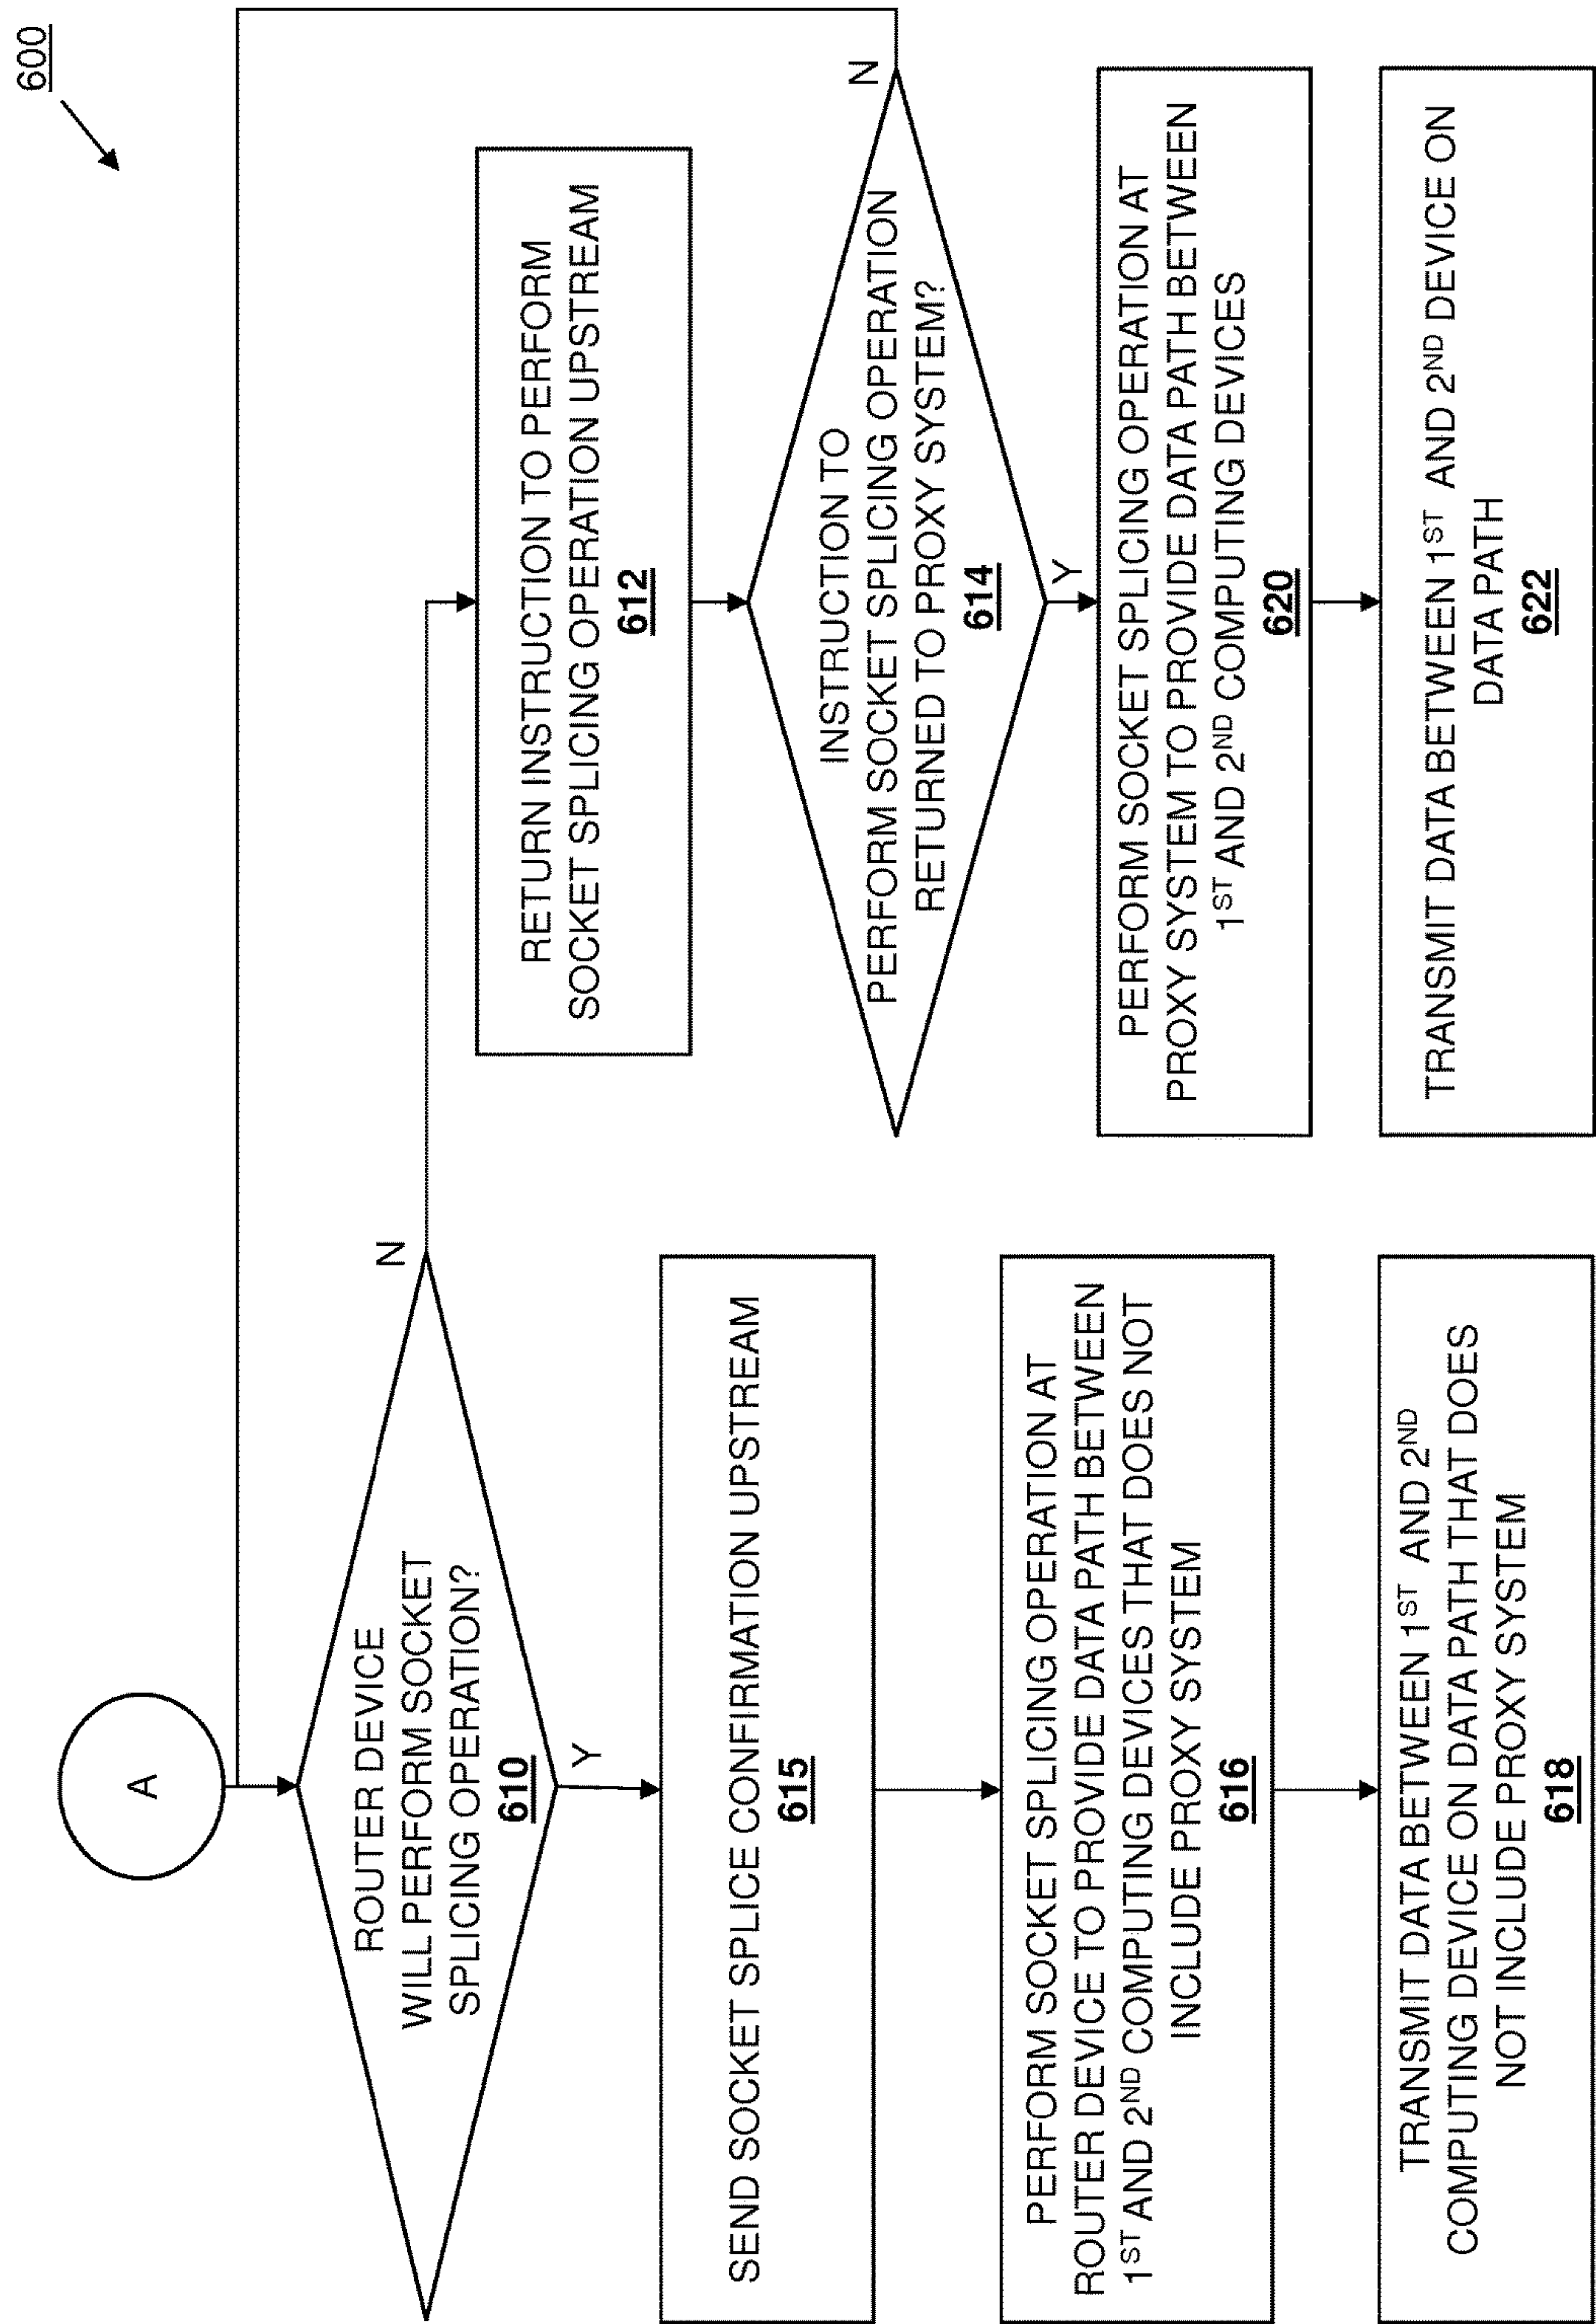 600
A
ROUTER DEVICE
WILL PERFORM SOCKET
SPLICING OPERATION?
610
N
Y
SEND SOCKET SPLICE CONFIRMATION UPSTREAM
615
PERFORM SOCKET SPLICING OPERATION AT
ROUTER DEVICE TO PROVIDE DATA PATH BETWEEN
1ST AND 2ND COMPUTING DEVICES THAT DOES NOT
INCLUDE PROXY SYSTEM
616
TRANSMIT DATA BETWEEN 1ST AND 2ND
COMPUTING DEVICE ON DATA PATH THAT DOES
NOT INCLUDE PROXY SYSTEM
618
RETURN INSTRUCTION TO PERFORM
SOCKET SPLICING OPERATION UPSTREAM
612
INSTRUCTION TO
PERFORM SOCKET SPLICING OPERATION
RETURNED TO PROXY SYSTEM?
614
N
Y
PERFORM SOCKET SPLICING OPERATION AT
PROXY SYSTEM TO PROVIDE DATA PATH BETWEEN
1ST AND 2ND COMPUTING DEVICES
620
TRANSMIT DATA BETWEEN 1ST AND 2ND DEVICE ON
DATA PATH
622